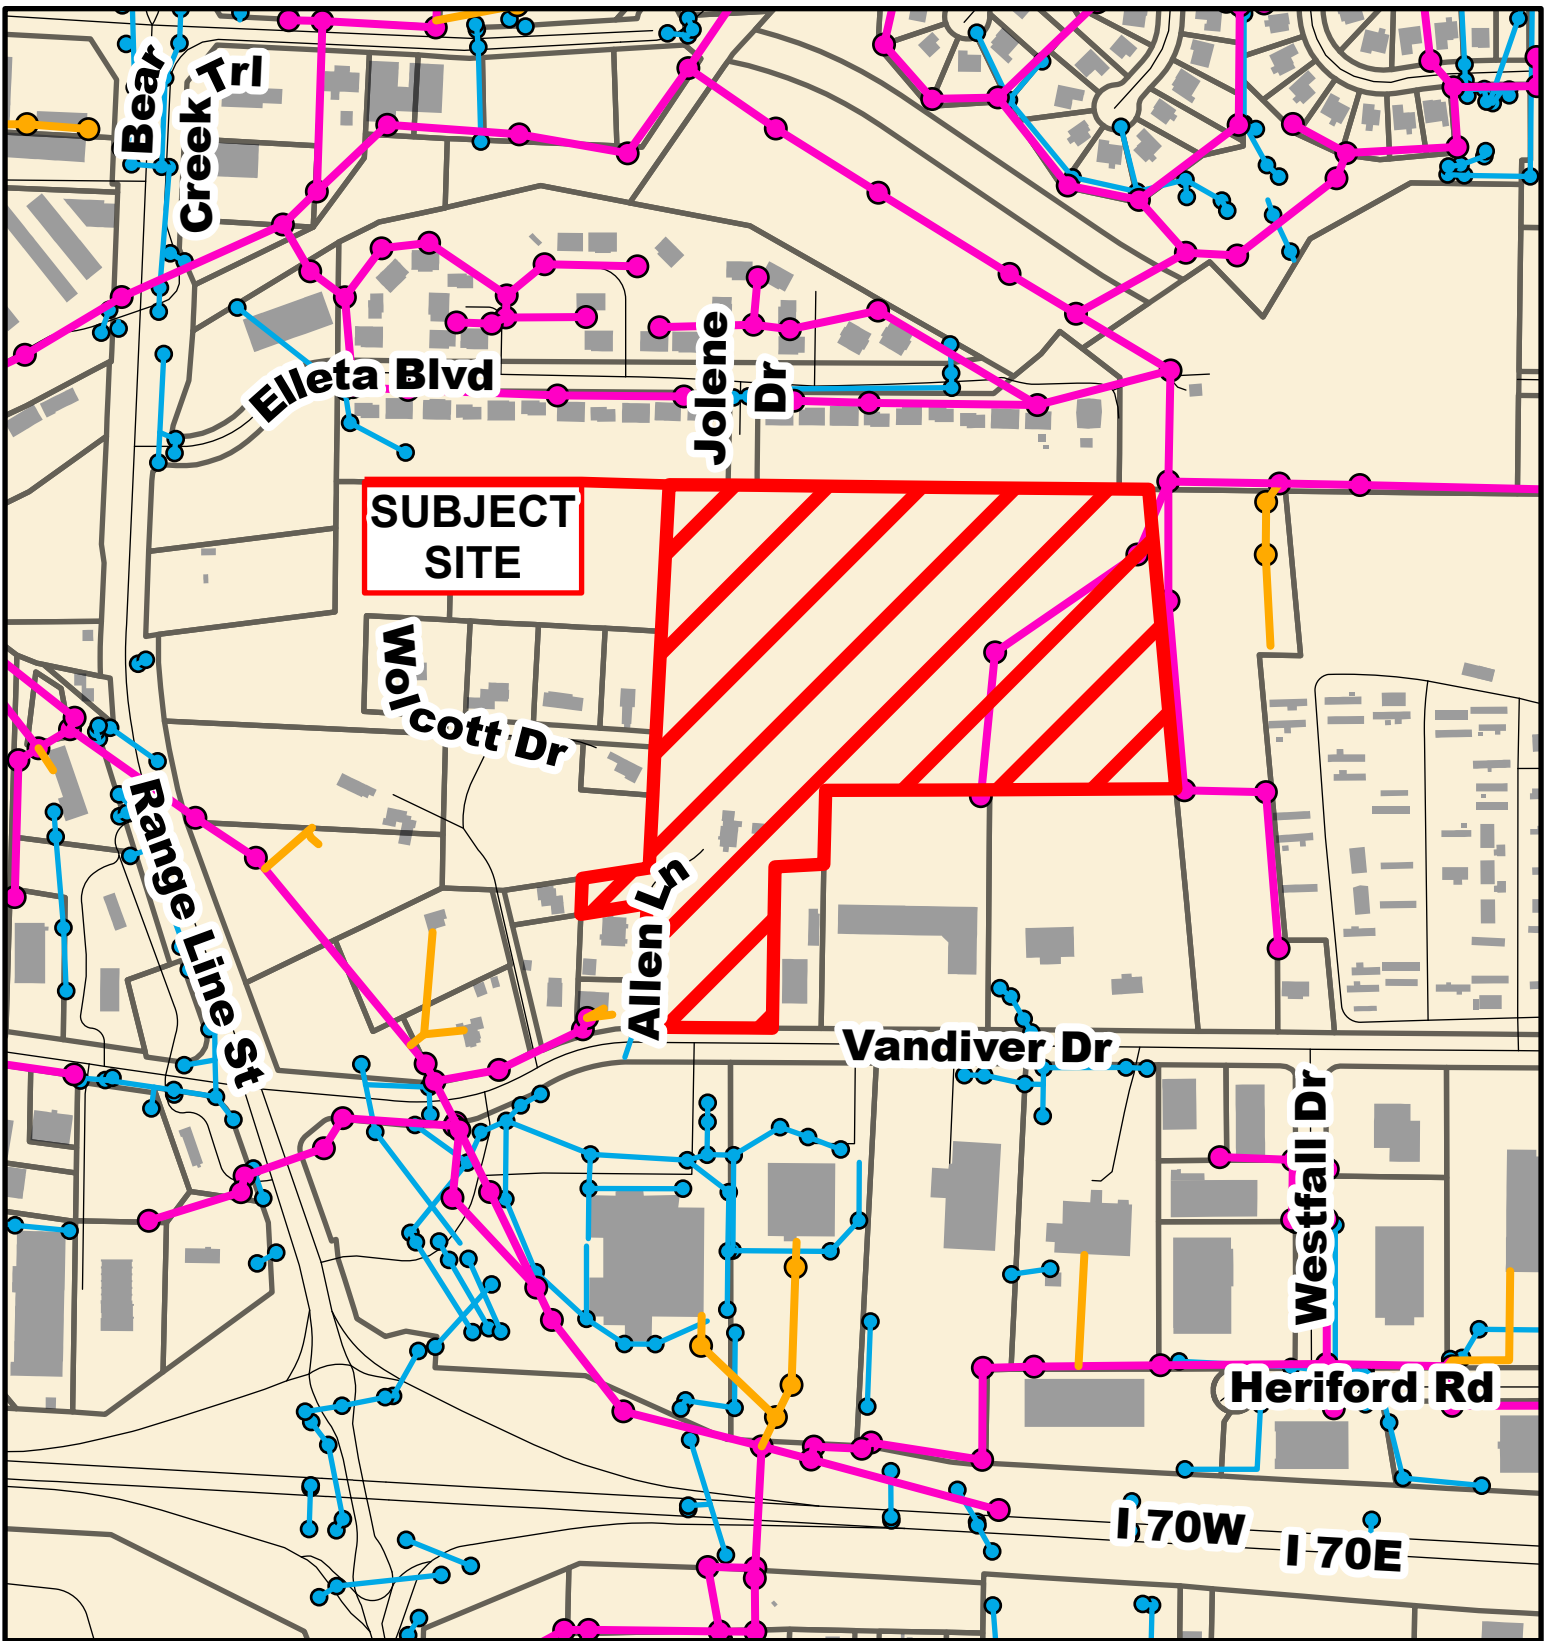 Bear
Creek Trl
Elleta Blvd
Jolene
Dr
SUBJECT
SITE
Wolcott Dr
Range Line St
Allen Ln
Vandiver Dr
Westfall Dr
Heriford Rd
I 70W
I 70E